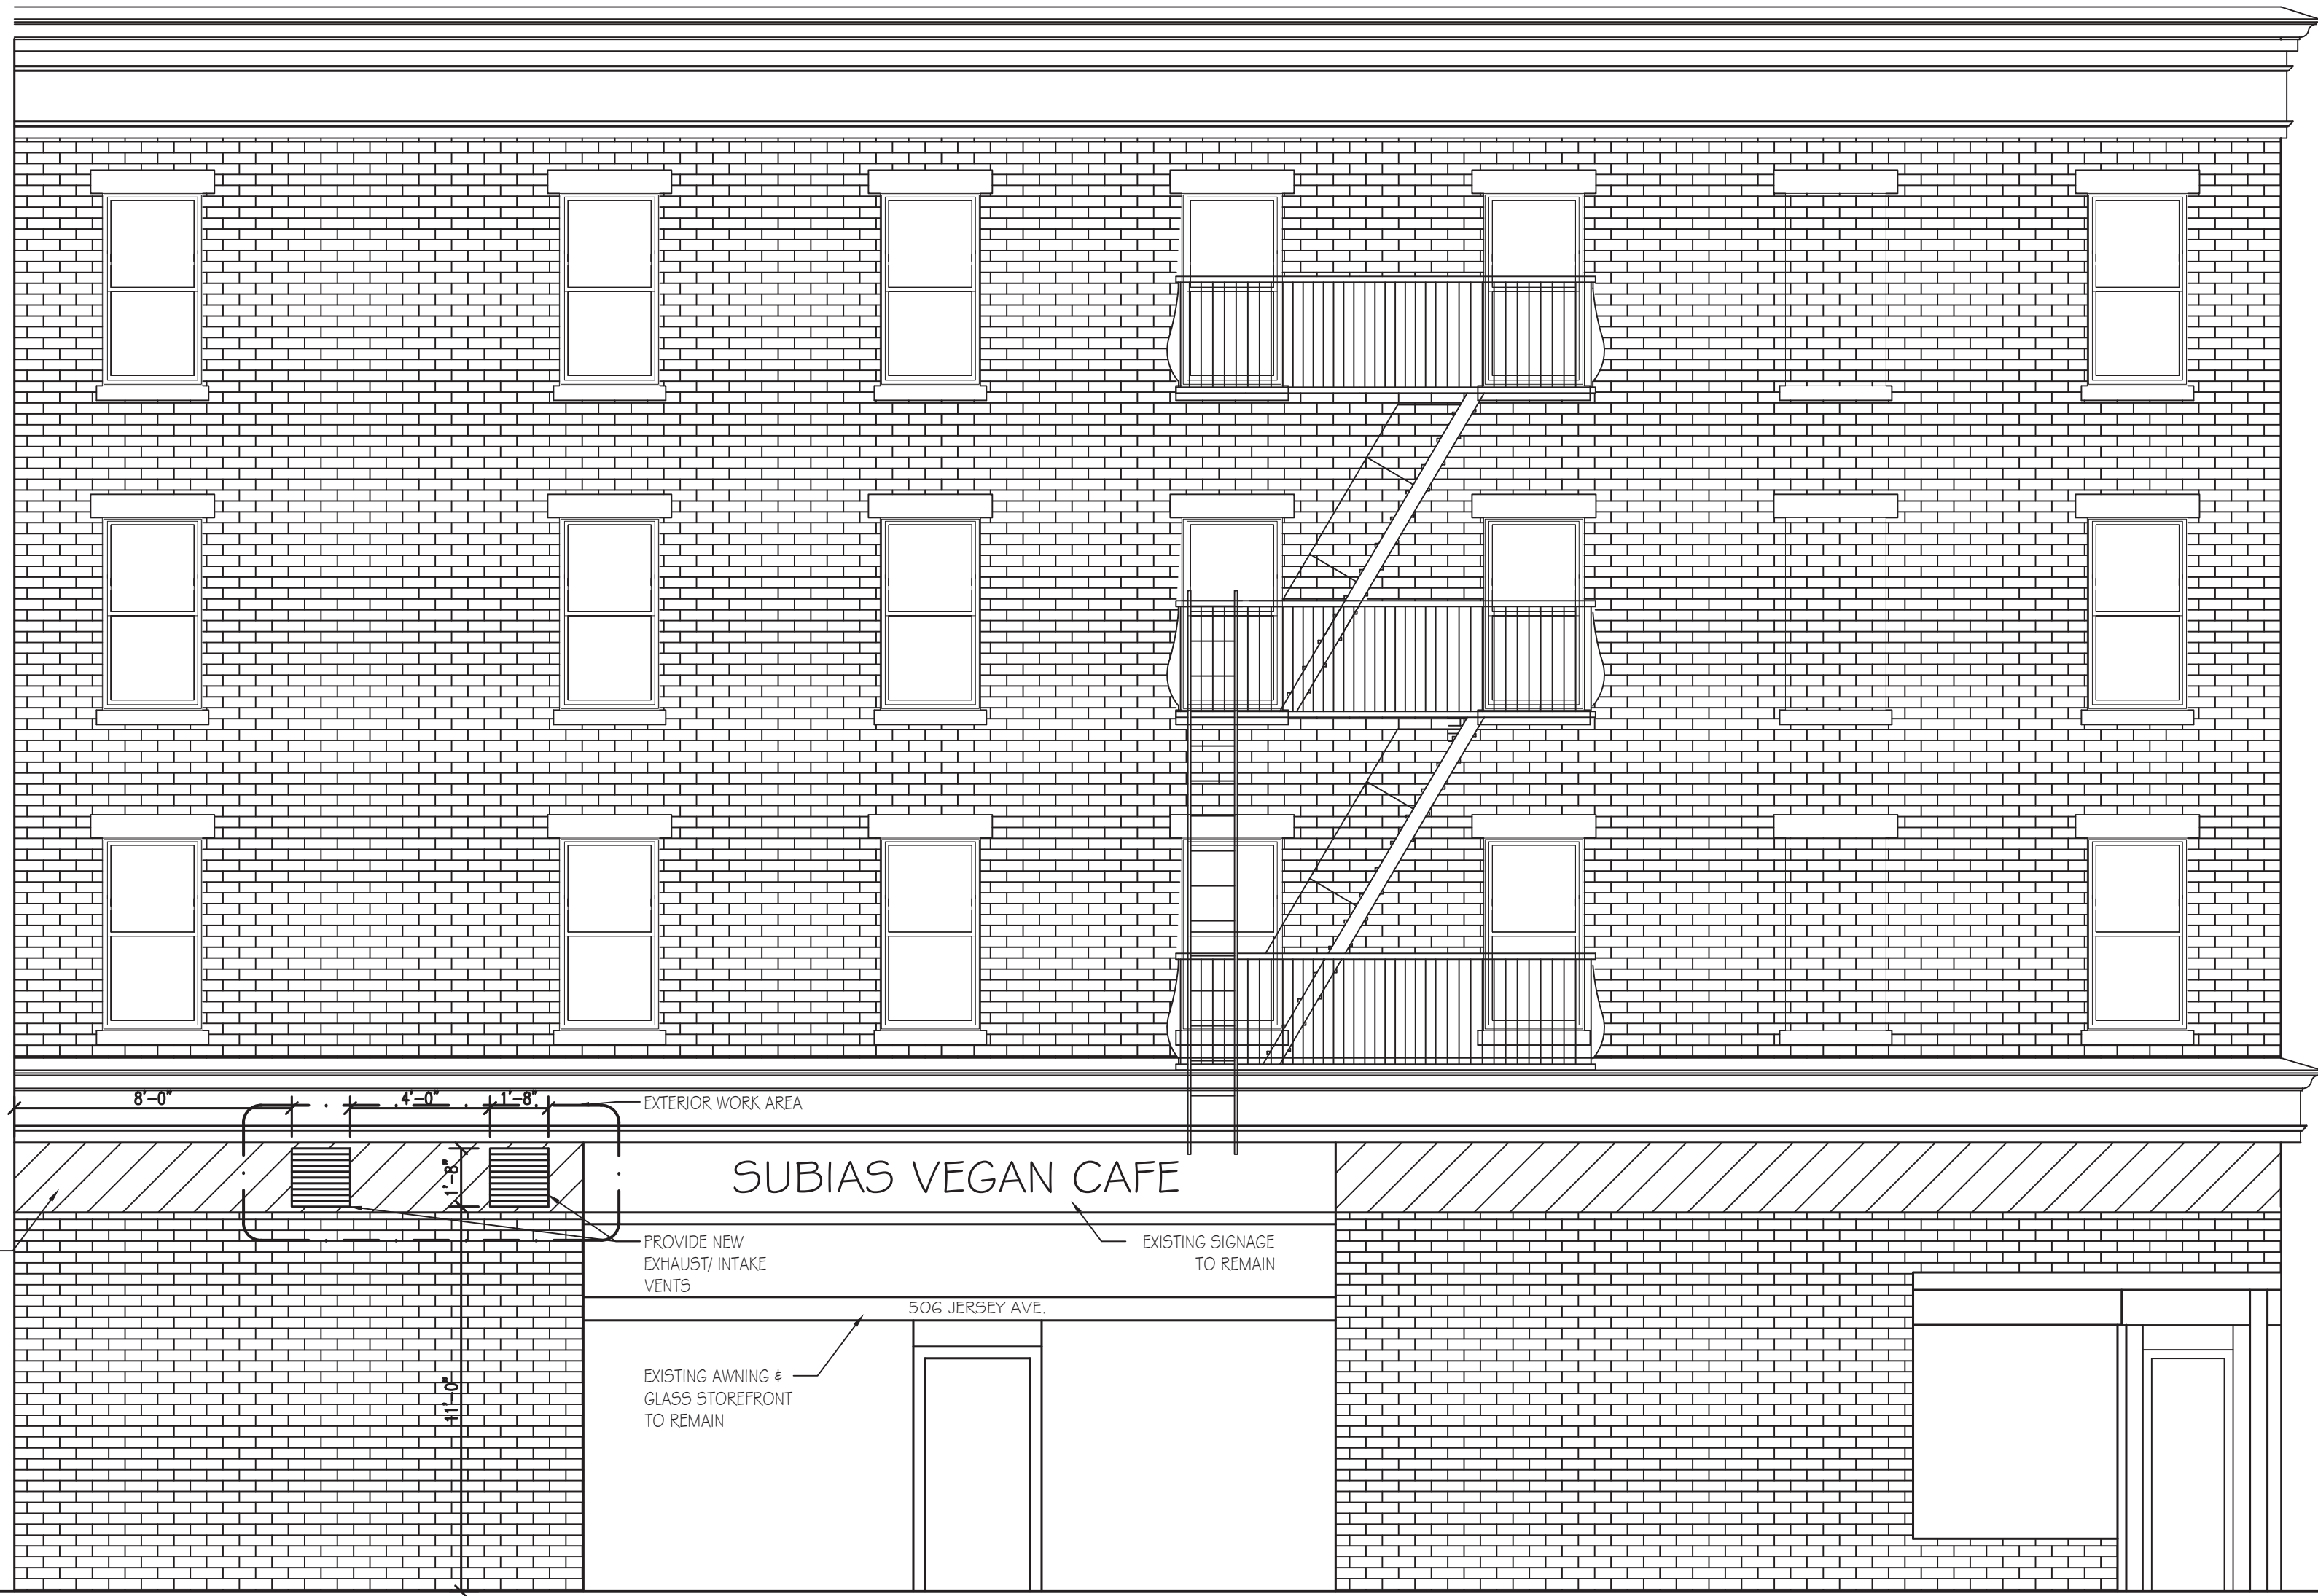 8'-0"
4'-0"
1'-8"
EXTERIOR WORK AREA
1'-8"
SUBIAS VEGAN CAFE
PROVIDE NEW
EXHAUST/ INTAKE
VENTS
EXISTING SIGNAGE
TO REMAIN
506 JERSEY AVE.
EXISTING AWNING &
GLASS STOREFRONT
TO REMAIN
11'-0"